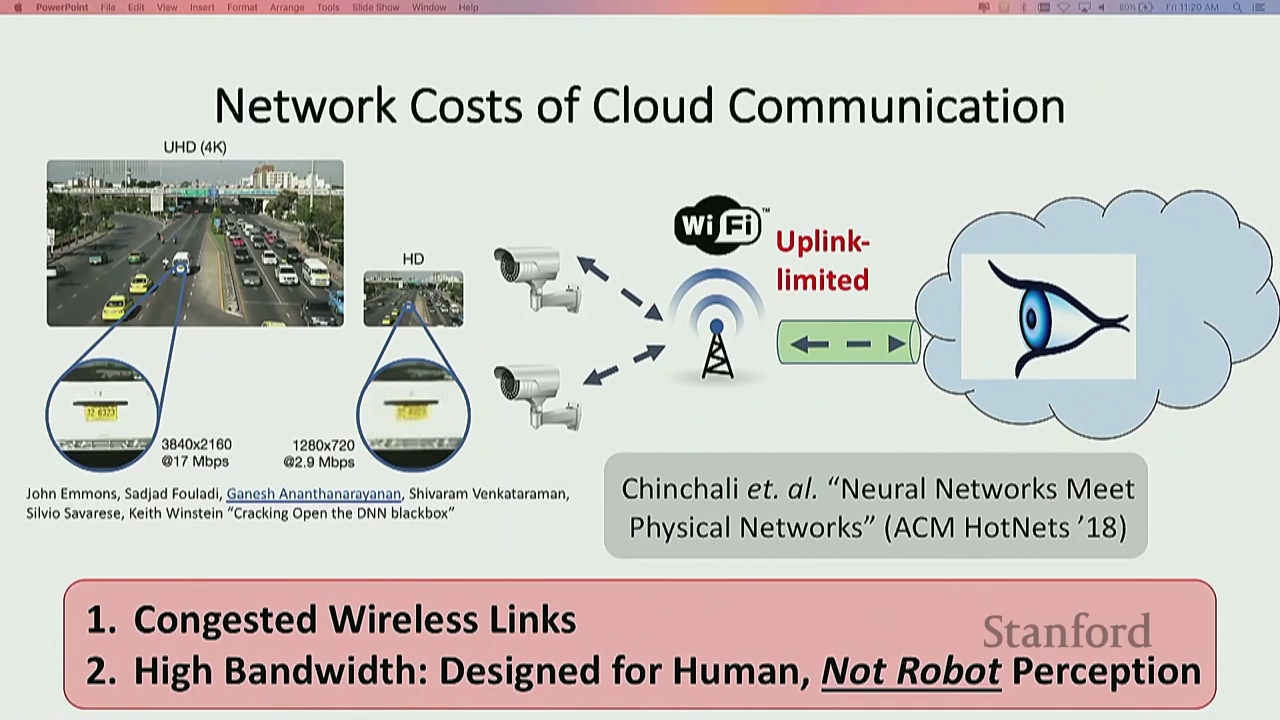 PowerPoint File Edit View Insert Format Arrange Tools Slide Show Window Help
60% Fri 11:20 AM
Network Costs of Cloud Communication
UHD (4K)
HD
3840x2160
@17 Mbps
1280x720
@2.9 Mbps
WiFi™
Uplink-
limited
John Emmons, Sadjad Fouladi, Ganesh Ananthanarayanan, Shivaram Venkataraman,
Silvio Savarese, Keith Winstein “Cracking Open the DNN blackbox”
Chinchali et. al. “Neural Networks Meet
Physical Networks” (ACM HotNets ’18)
1. Congested Wireless Links
2. High Bandwidth: Designed for Human, Not Robot Perception
Stanford